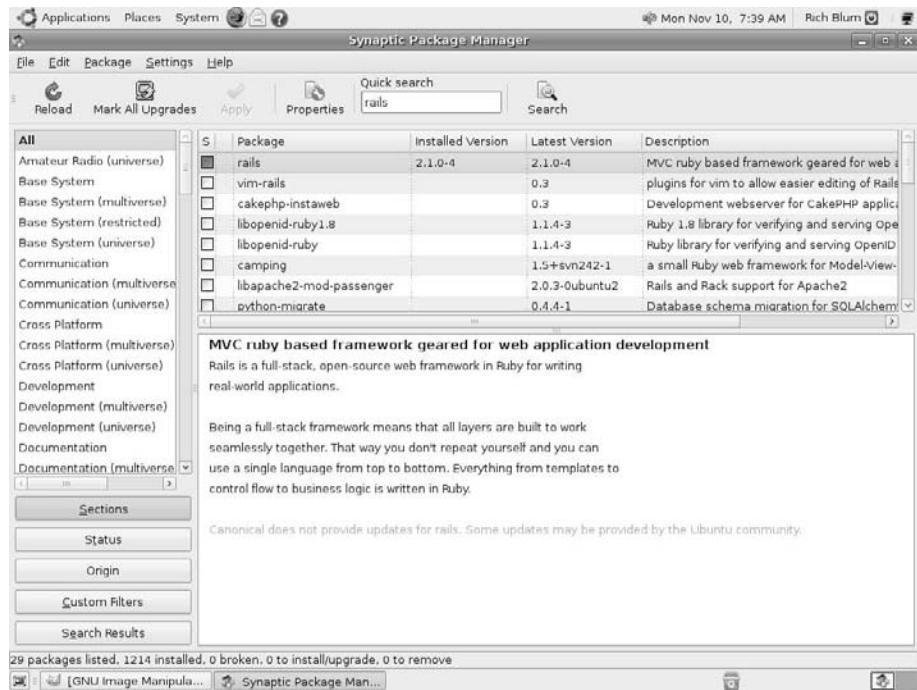 Applications Places System Mon Nov 10, 7:39 AM Rich Blum
Synaptic Package Manager
File Edit Package Settings Help
Quick search
Reload Mark All Upgrades Apply Properties rails Search
All
Amateur Radio (universe)
Base System
Base System (multiverse)
Base System (restricted)
Base System (universe)
Communication
Communication (multiverse
Communication (universe)
Cross Platform
Cross Platform (multiverse)
Cross Platform (universe)
Development
Development (multiverse)
Development (universe)
Documentation
Documentation (multiverse
Sections
Status
Origin
Custom Filters
Search Results
S Package Installed Version Latest Version Description
rails 2.1.0-4 2.1.0-4 MVC ruby based framework geared for web a
vim-rails 0.3 plugins for vim to allow easier editing of Rails
cakephp-instaweb 0.3 Development webserver for CakePHP applica
libopenid-ruby1.8 1.1.4-3 Ruby 1.8 library for verifying and serving Ope
libopenid-ruby 1.1.4-3 Ruby library for verifying and serving OpenID
camping 1.5+svn242-1 a small Ruby web framework for Model-View-
libapache2-mod-passenger 2.0.3-0ubuntu2 Rails and Rack support for Apache2
python-migrate 0.4.4-1 Database schema migration for SQLAlchem
MVC ruby based framework geared for web application development
Rails is a full-stack, open-source web framework in Ruby for writing
real-world applications.
Being a full-stack framework means that all layers are built to work
seamlessly together. That way you don't repeat yourself and you can
use a single language from top to bottom. Everything from templates to
control flow to business logic is written in Ruby.
Canonical does not provide updates for rails. Some updates may be provided by the Ubuntu community.
29 packages listed, 1214 installed, 0 broken. 0 to install/upgrade, 0 to remove
[GNU Image Manipula... Synaptic Package Man...